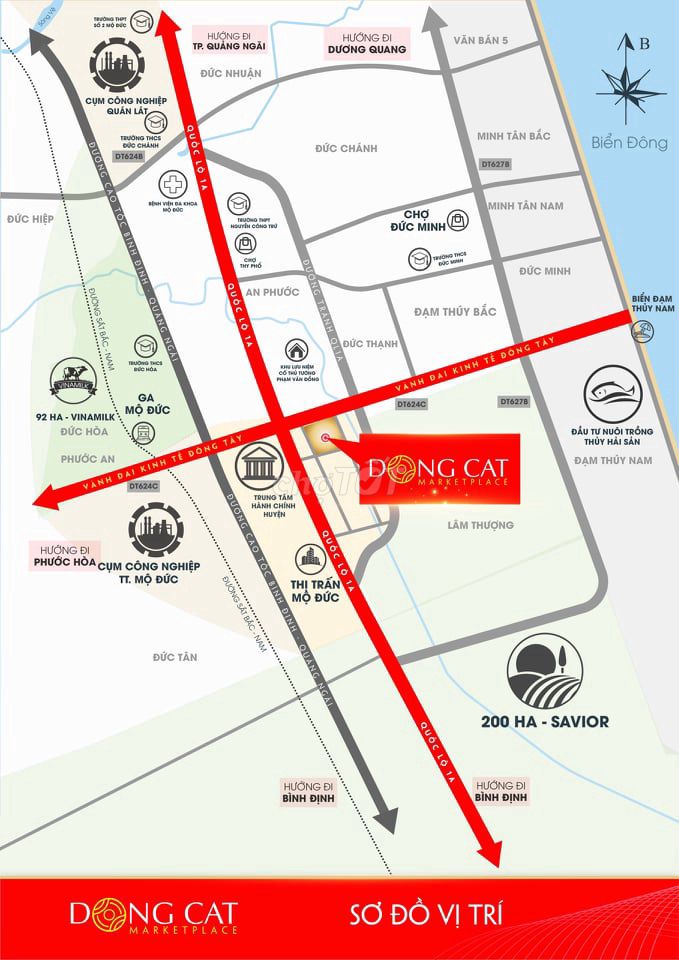 Sông Vệ
TRƯỜNG THPT
SỐ 2 MỘ ĐỨC
HƯỚNG ĐI
TP. QUẢNG NGÃI
HƯỚNG ĐI
DƯƠNG QUANG
VĂN BÁN 5
B
CỤM CÔNG NGHIỆP
QUÁN LÁT
ĐỨC NHUẬN
Biển Đông
TRƯỜNG THCS
ĐỨC CHÁNH
ĐỨC CHÁNH
MINH TÂN BẮC
DT624B
DT627B
QUỐC LỘ 1A
BỆNH VIỆN ĐA KHOA
MỘ ĐỨC
TRƯỜNG THPT
NGUYỄN CÔNG TRỨ
CHỢ
ĐỨC MINH
MINH TÂN NAM
ĐỨC HIỆP
ĐƯỜNG CAO TỐC BÌNH ĐỊNH - QUẢNG NGÃI
CHỢ
THY PHỔ
TRƯỜNG THCS
ĐỨC MINH
ĐỨC MINH
ĐƯỜNG TRÁNH QL1A
AN PHƯỚC
QUỐC LỘ 1A
ĐẠM THỦY BẮC
BIỂN ĐẠM
THỦY NAM
ĐƯỜNG SẮT BẮC - NAM
ĐỨC THẠNH
TRƯỜNG THCS
ĐỨC HÒA
KHU LƯU NIỆM
CỐ THỦ TƯỚNG
PHẠM VĂN ĐỒNG
VÀNH ĐAI KINH TẾ ĐÔNG TÂY
VINAMILK
92 HA - VINAMILK
GA
MỘ ĐỨC
DT624C
DT627B
ĐẦU TƯ NUÔI TRỒNG
THỦY HẢI SẢN
ĐỨC HÒA
PHƯỚC AN
VÀNH ĐAI KINH TẾ ĐÔNG TÂY
ĐẠM THỦY NAM
DONG CAT
MARKETPLACE
chợTỐT
DT624C
TRUNG TÂM
HÀNH CHÍNH
HUYỆN
LÂM THƯỢNG
HƯỚNG ĐI
PHƯỚC HÒA
CỤM CÔNG NGHIỆP
TT. MỘ ĐỨC
QUỐC LỘ 1A
THỊ TRẤN
MỘ ĐỨC
ĐƯỜNG SẮT BẮC - NAM
ĐƯỜNG CAO TỐC BÌNH ĐỊNH - QUẢNG NGÃI
ĐỨC TÂN
200 HA - SAVIOR
QUỐC LỘ 1A
HƯỚNG ĐI
BÌNH ĐỊNH
HƯỚNG ĐI
BÌNH ĐỊNH
DONG CAT
MARKETPLACE
SƠ ĐỒ VỊ TRÍ